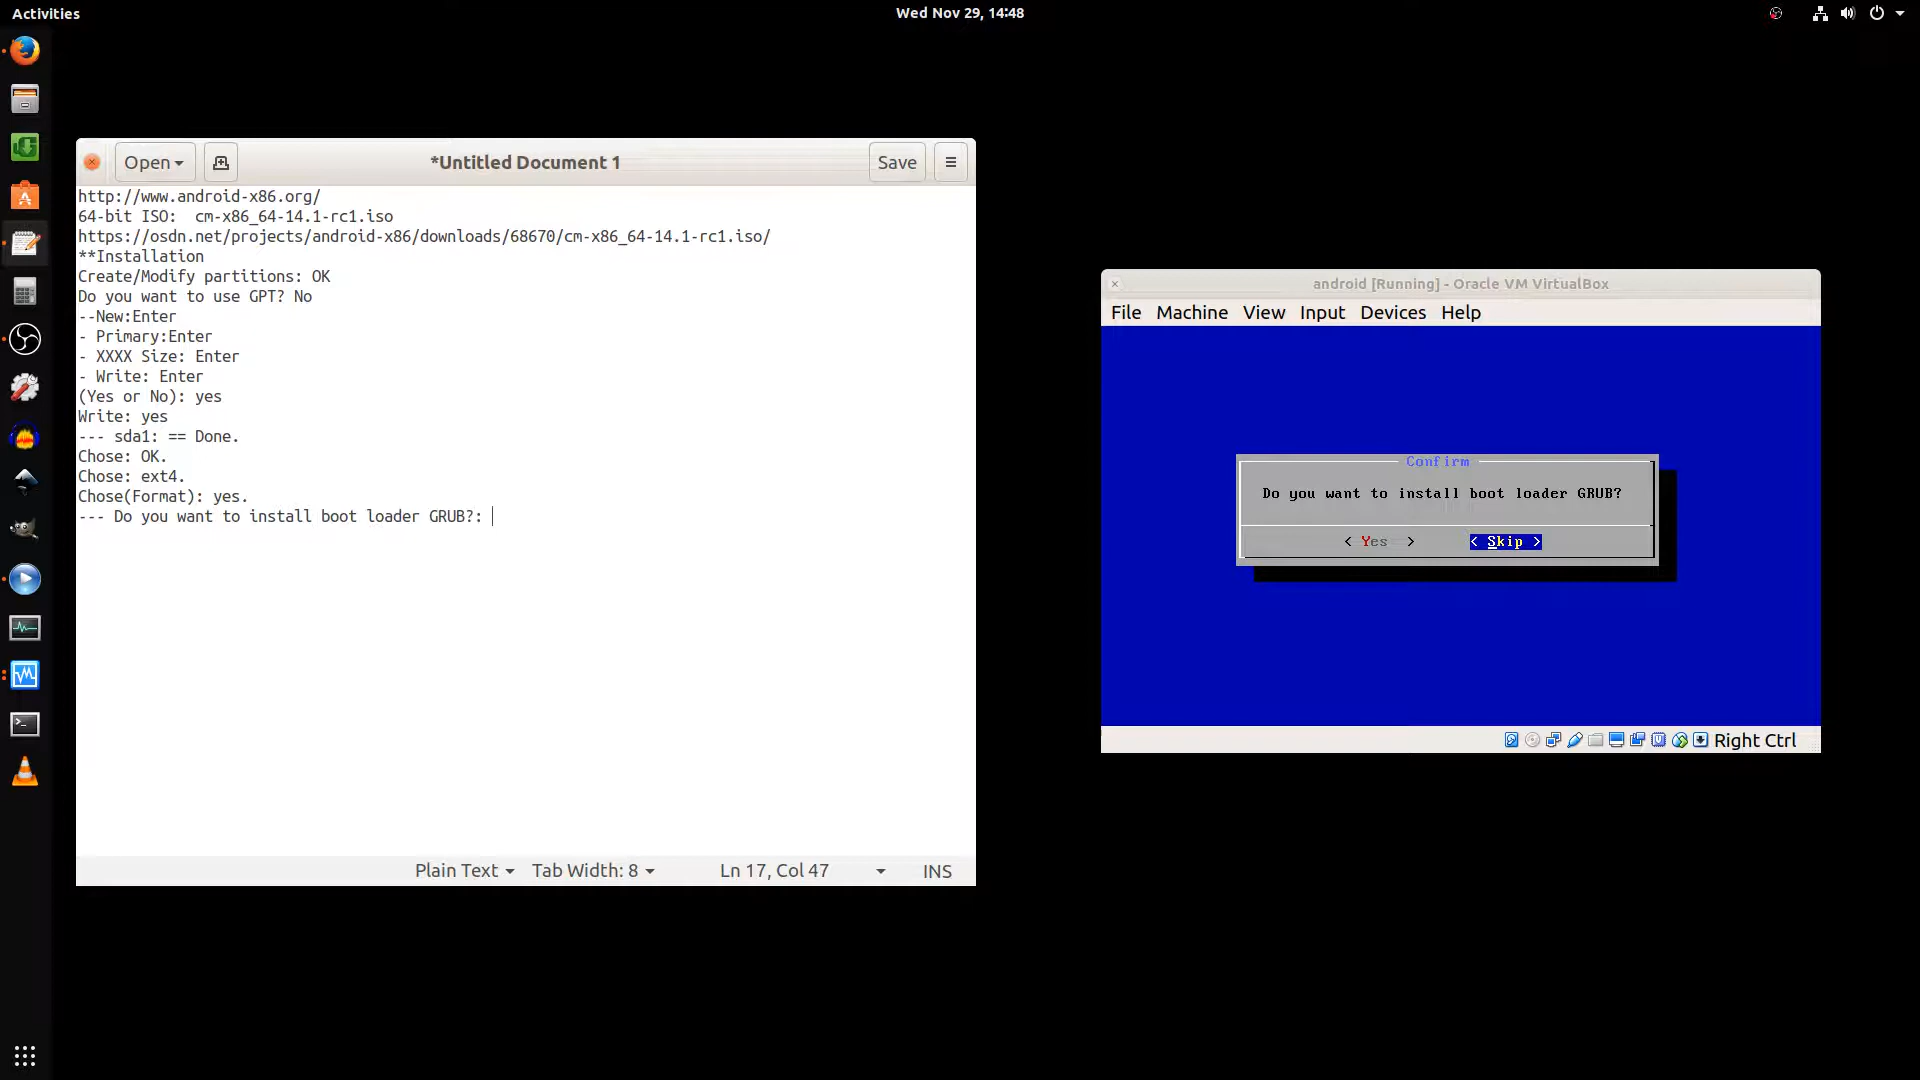 Activities
Wed Nov 29, 14:48
Open
*Untitled Document 1
Save
http://www.android-x86.org/
64-bit ISO:  cm-x86_64-14.1-rc1.iso
https://osdn.net/projects/android-x86/downloads/68670/cm-x86_64-14.1-rc1.iso/
**Installation
Create/Modify partitions: OK
Do you want to use GPT? No
--New:Enter
- Primary:Enter
- XXXX Size: Enter
- Write: Enter
(Yes or No): yes
Write: yes
--- sda1: == Done.
Chose: OK.
Chose: ext4.
Chose(Format): yes.
--- Do you want to install boot loader GRUB?:
Plain Text
Tab Width: 8
Ln 17, Col 47
INS
android [Running] - Oracle VM VirtualBox
File Machine View Input Devices Help
Confirm
Do you want to install boot loader GRUB?
< Yes > < Skip >
Right Ctrl